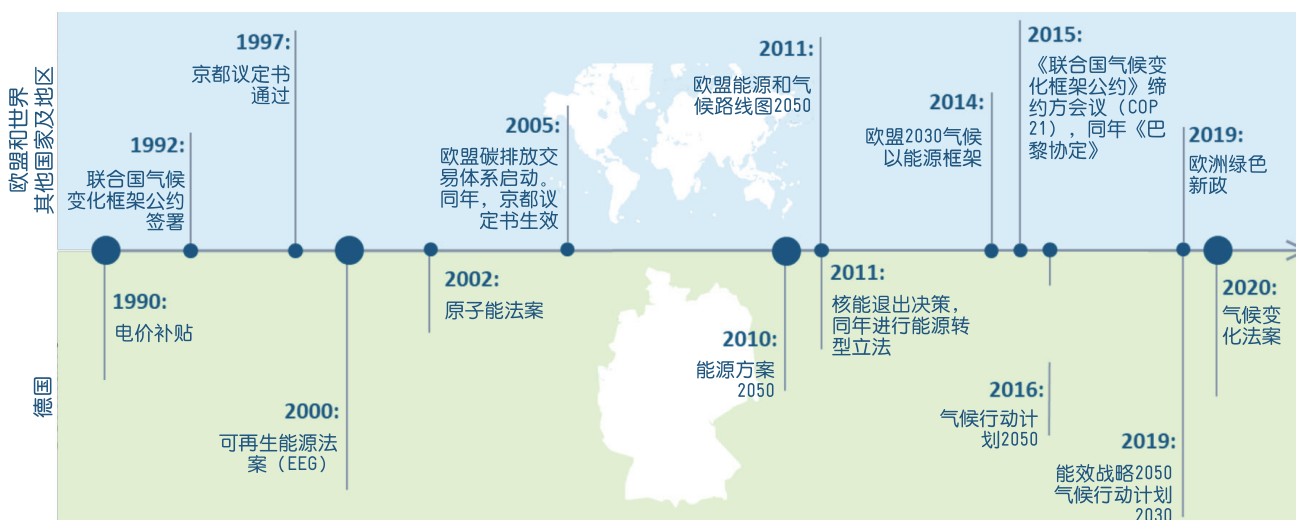 欧盟和世界
其他国家及地区
1992:
联合国气候
变化框架公约
签署
1997:
京都议定书
通过
2005:
欧盟碳排放交
易体系启动。
同年，京都议
定书生效
2011:
欧盟能源和气
候路线图2050
2014:
欧盟2030气候
以能源框架
2015:
《联合国气候变
化框架公约》缔
约方会议（COP
21），同年《巴
黎协定》
2019:
欧洲绿色
新政
德国
1990:
电价补贴
2000:
可再生能源法
案（EEG）
2002:
原子能法案
2010:
能源方案
2050
2011:
核能退出决策，
同年进行能源转
型立法
2016:
气候行动计
划2050
2019:
能效战略2050
气候行动计划
2030
2020:
气候变
化法案